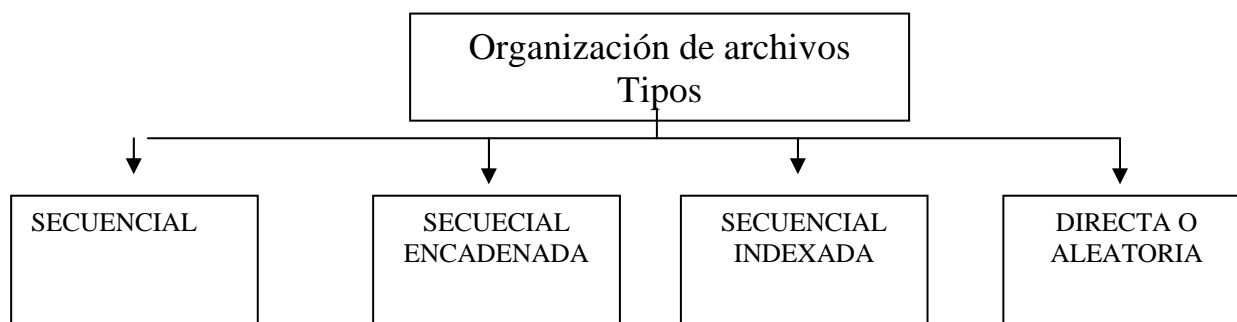 Organización de archivos
Tipos
SECUENCIAL
SECUECIAL
ENCADENADA
SECUENCIAL
INDEXADA
DIRECTA O
ALEATORIA